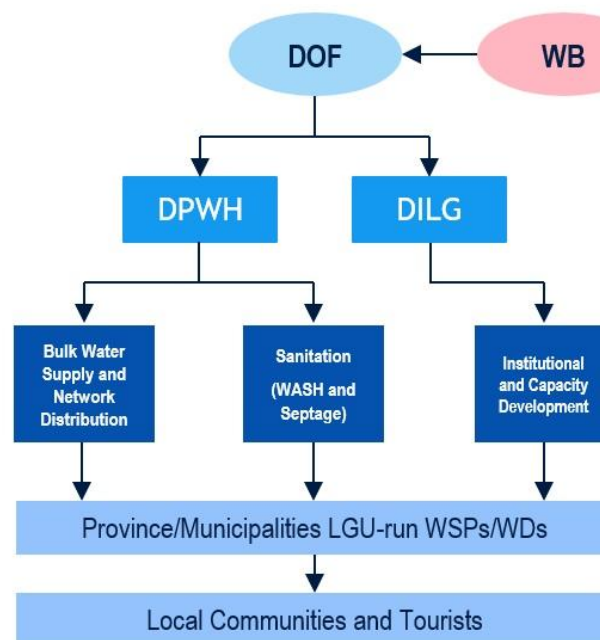 DOF
WB
DPWH
DILG
Bulk Water
Supply and
Network
Distribution
Sanitation
(WASH and
Septage)
Institutional
and Capacity
Development
Province/Municipalities LGU-run WSPs/WDs
Local Communities and Tourists